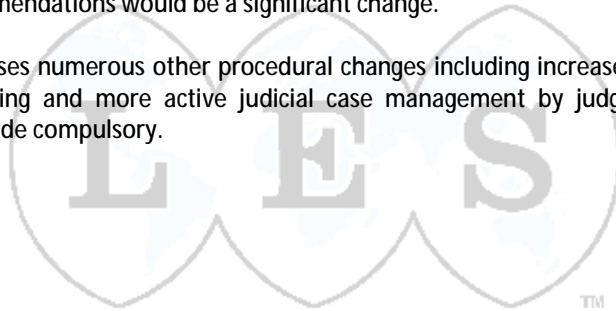 mendations would be a significant change.
ses numerous other procedural changes including increase
ing and more active judicial case management by judg
de compulsory.
L E S
TM